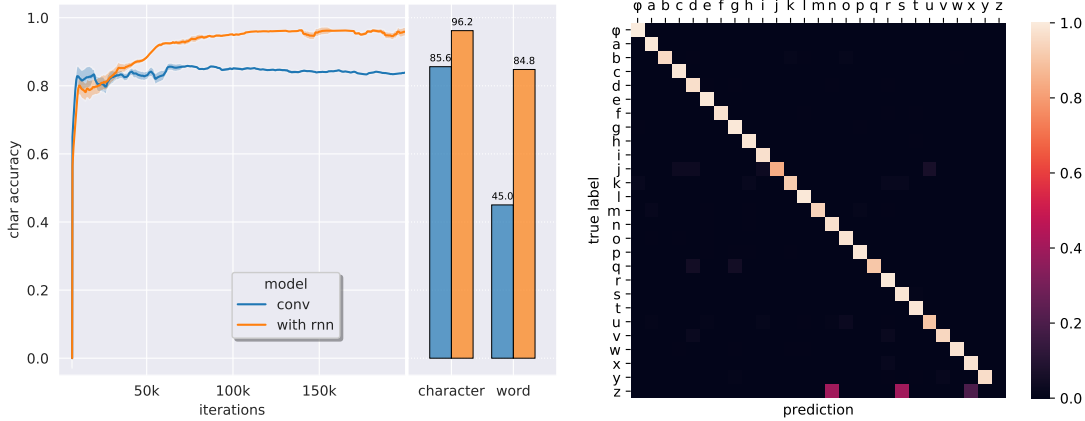 char accuracy
1.0
0.8
0.6
0.4
0.2
0.0
50k
100k
150k
iterations
model
conv
with rnn
85.6
96.2
45.0
84.8
character
word
φ a b c d e f g h i j k l m n o p q r s t u v w x y z
true label
φ
a
b
c
d
e
f
g
h
i
j
k
l
m
n
o
p
q
r
s
t
u
v
w
x
y
z
prediction
1.0
0.8
0.6
0.4
0.2
0.0